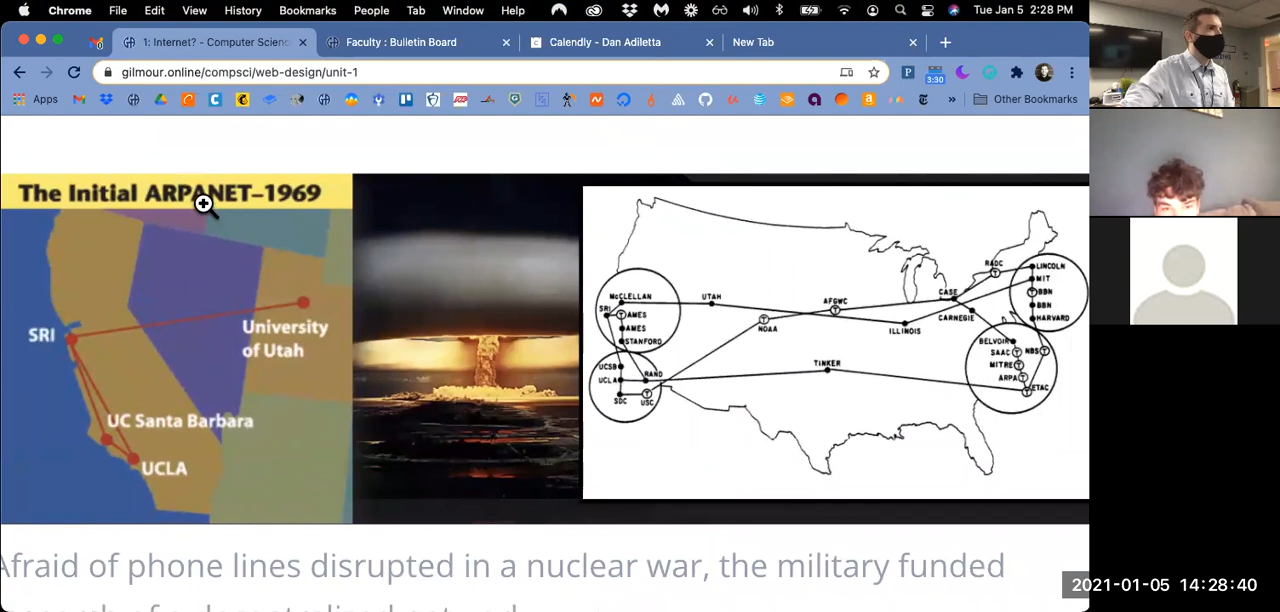 Chrome File Edit View History Bookmarks People Tab Window Help Tue Jan 5 2:28 PM
1: Internet? - Computer Scienc
Faculty : Bulletin Board
Calendly - Dan Adiletta
New Tab
gilmour.online/compsci/web-design/unit-1
3:30
Apps
Other Bookmarks
The Initial ARPANET–1969
SRI
University
of Utah
UC Santa Barbara
UCLA
McCLELLAN
SRI
AMES
AMES
STANFORD
UCSB
UCLA
RAND
SDC
USC
UTAH
NOAA
AFGWC
TINKER
ILLINOIS
CASE
CARNEGIE
RADC
LINCOLN
MIT
BBN
BBN
HARVARD
BELVOIR
SAAC
NBS
MITRE
ARPA
ETAC
Afraid of phone lines disrupted in a nuclear war, the military funded
2021-01-05 14:28:40